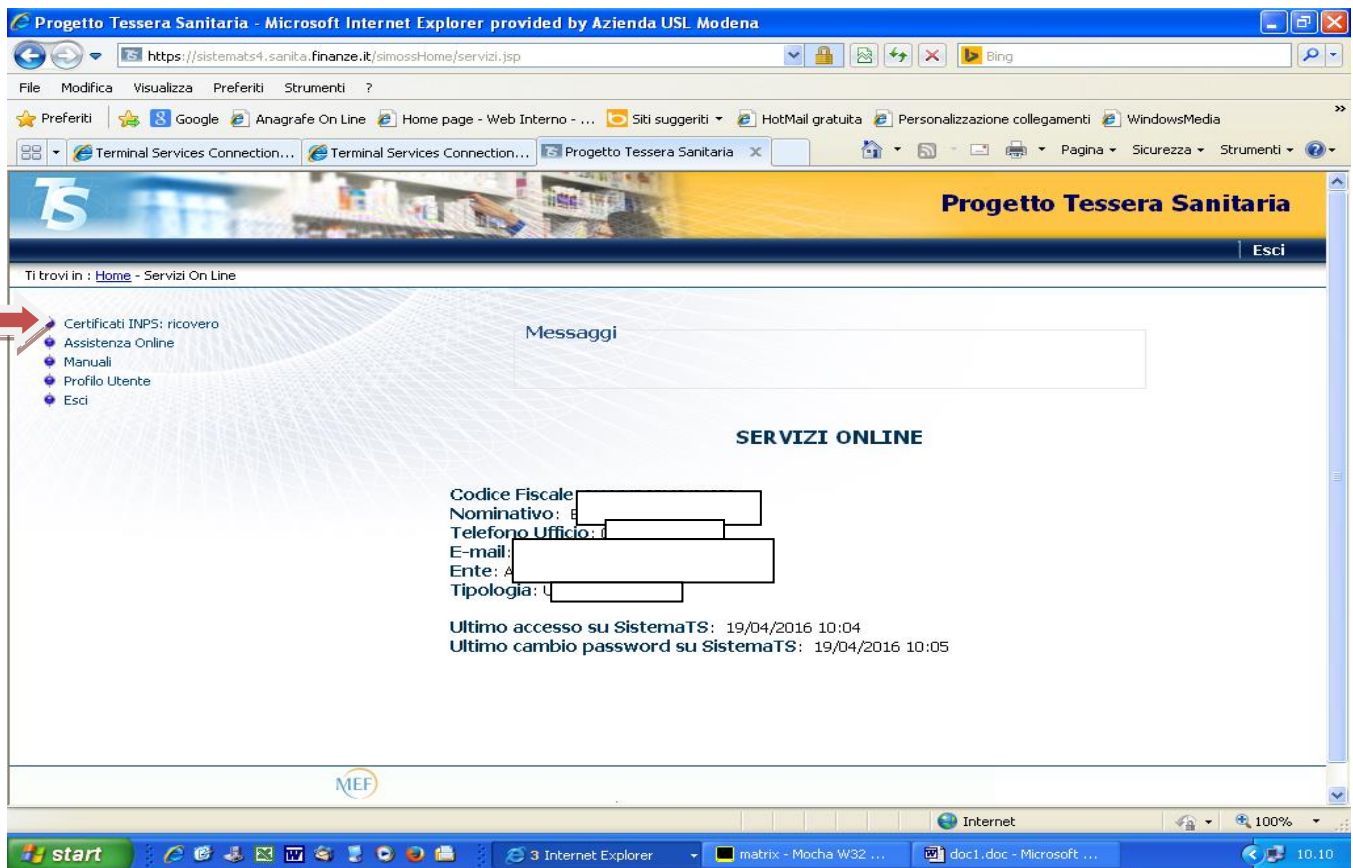 Progetto Tessera Sanitaria - Microsoft Internet Explorer provided by Azienda USL Modena
https://sistemats4.sanita.finanze.it/simossHome/servizi.jsp
Bing
File Modifica Visualizza Preferiti Strumenti ?
Preferiti Google Anagrafe On Line Home page - Web Interno - ... Siti suggeriti HotMail gratuita Personalizzazione collegamenti WindowsMedia
Terminal Services Connection... Terminal Services Connection... Progetto Tessera Sanitaria Pagina Sicurezza Strumenti
TS
Progetto Tessera Sanitaria
Esci
Ti trovi in : Home - Servizi On Line
Certificati INPS: ricovero
Assistenza Online
Manuali
Profilo Utente
Esci
Messaggi
SERVIZI ONLINE
Codice Fiscale
Nominativo:
Telefono Ufficio:
E-mail:
Ente: A
Tipologia: U
Ultimo accesso su SistemaTS: 19/04/2016 10:04
Ultimo cambio password su SistemaTS: 19/04/2016 10:05
MEF
Internet 100%
start 3 Internet Explorer matrix - Mocha W32 ... doc1.doc - Microsoft ... 10.10